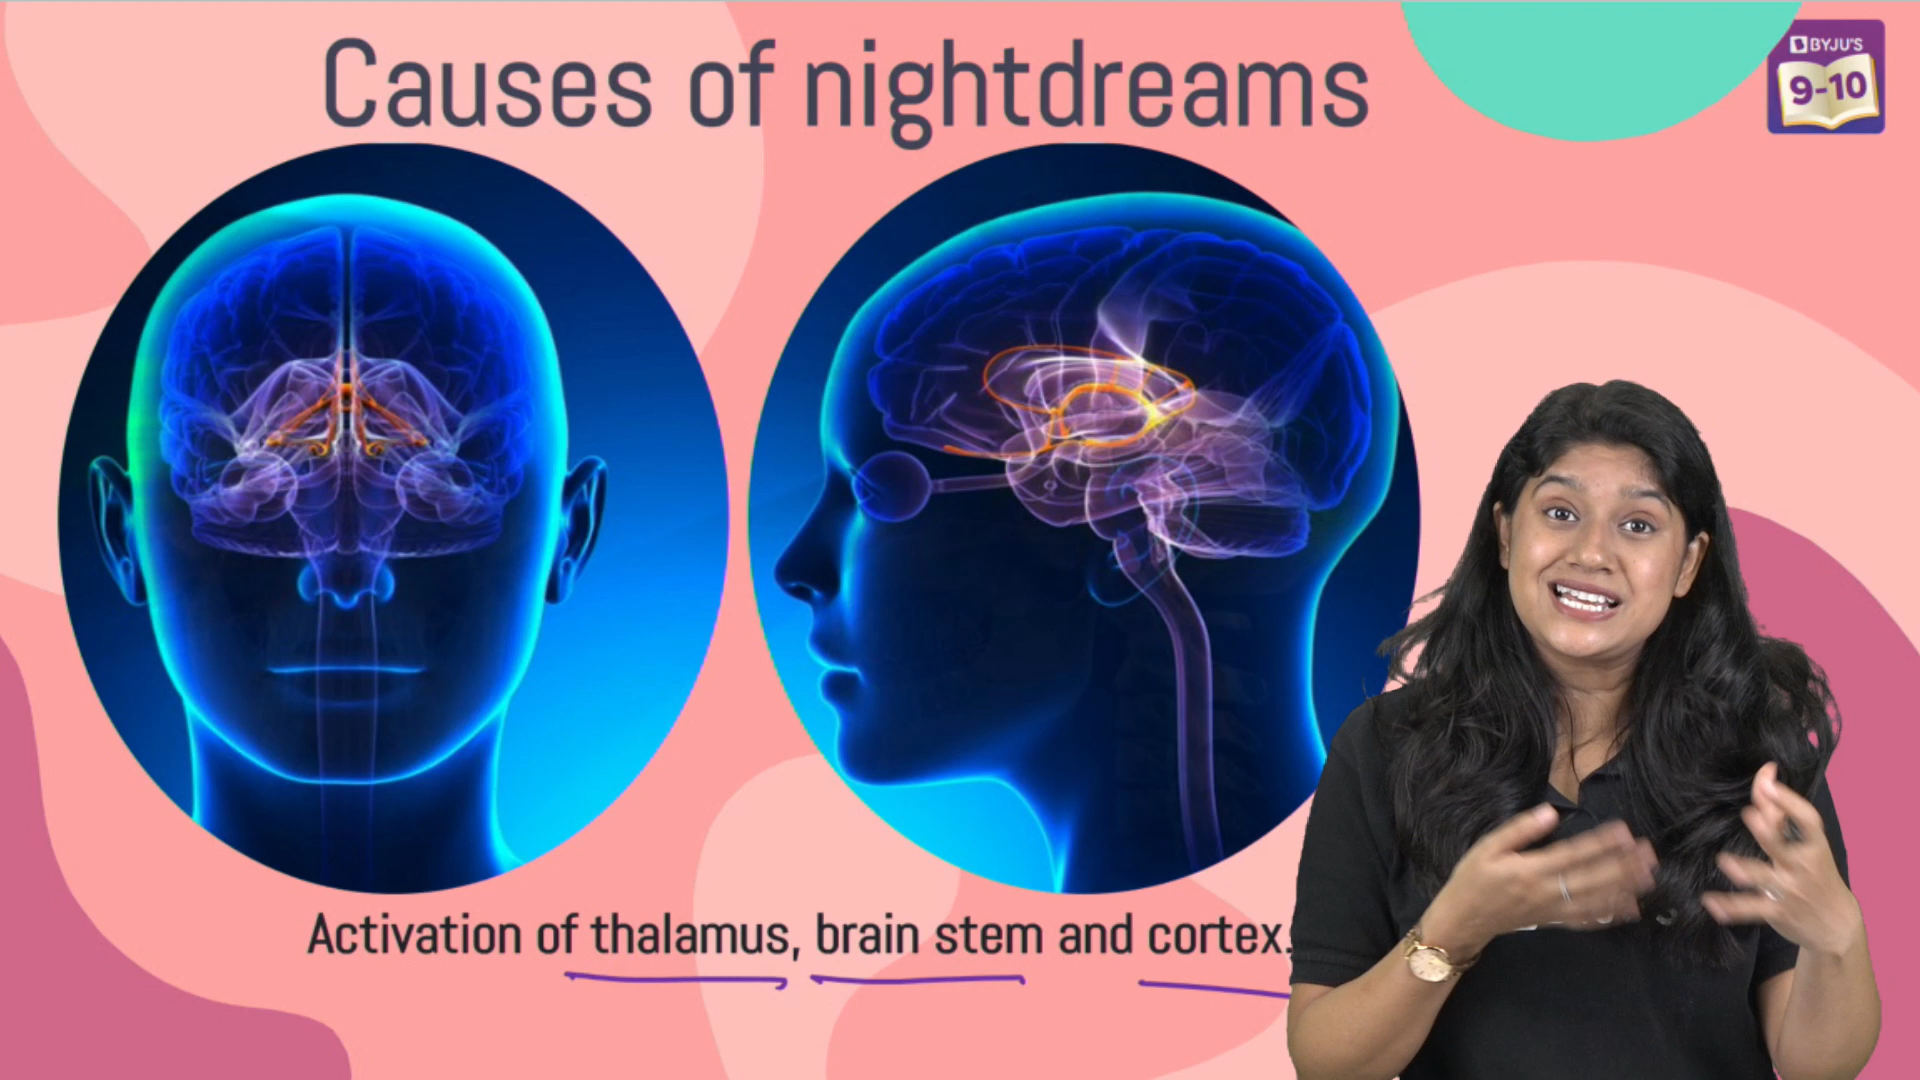 Causes of nightdreams
BYJU'S
9-10
Activation of thalamus, brain stem and cortex.